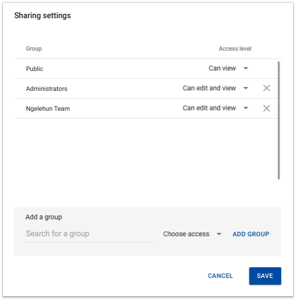 Sharing settings
Group Access level
Public Can view
Administrators Can edit and view
Ngelehun Team Can edit and view
Add a group
Search for a group Choose access ADD GROUP
CANCEL SAVE